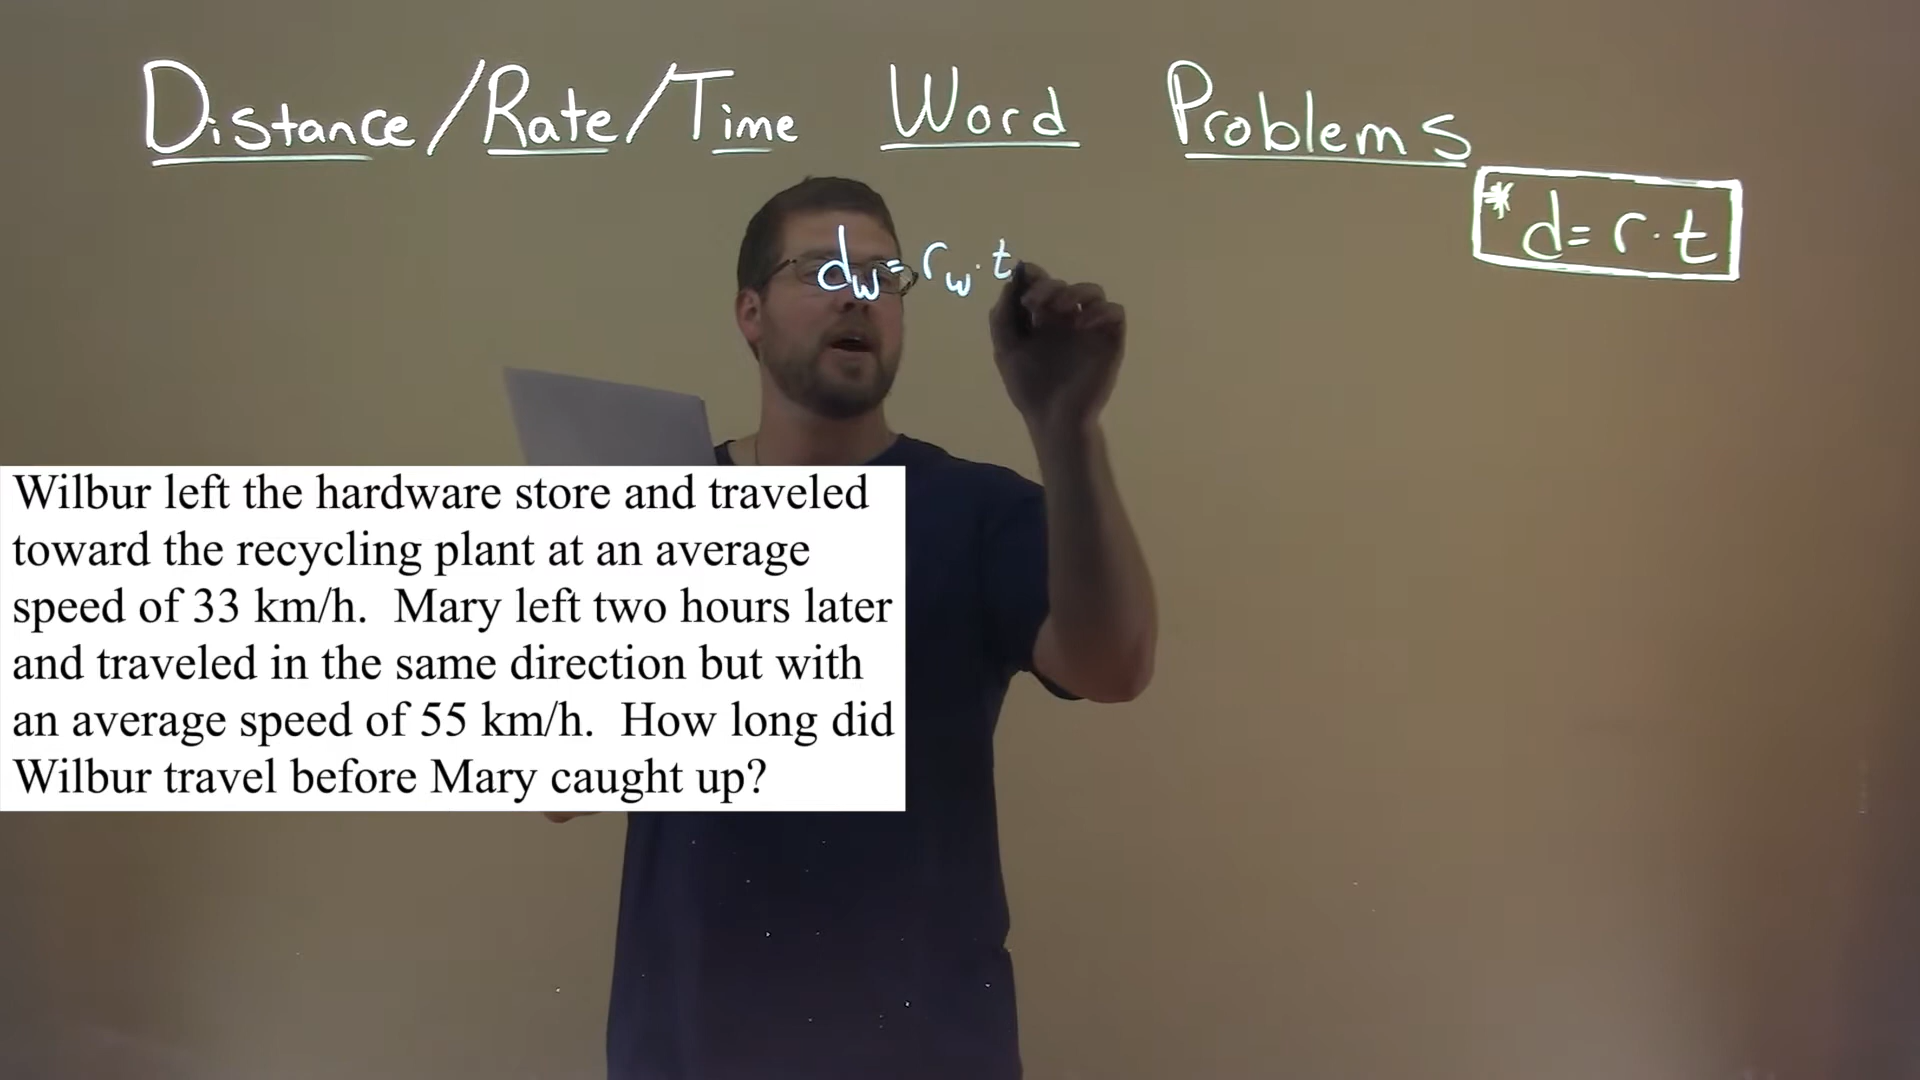 Distance/Rate/Time Word Problems
* d = r · t
d_w = r_w · t
Wilbur left the hardware store and traveled
toward the recycling plant at an average
speed of 33 km/h.  Mary left two hours later
and traveled in the same direction but with
an average speed of 55 km/h.  How long did
Wilbur travel before Mary caught up?